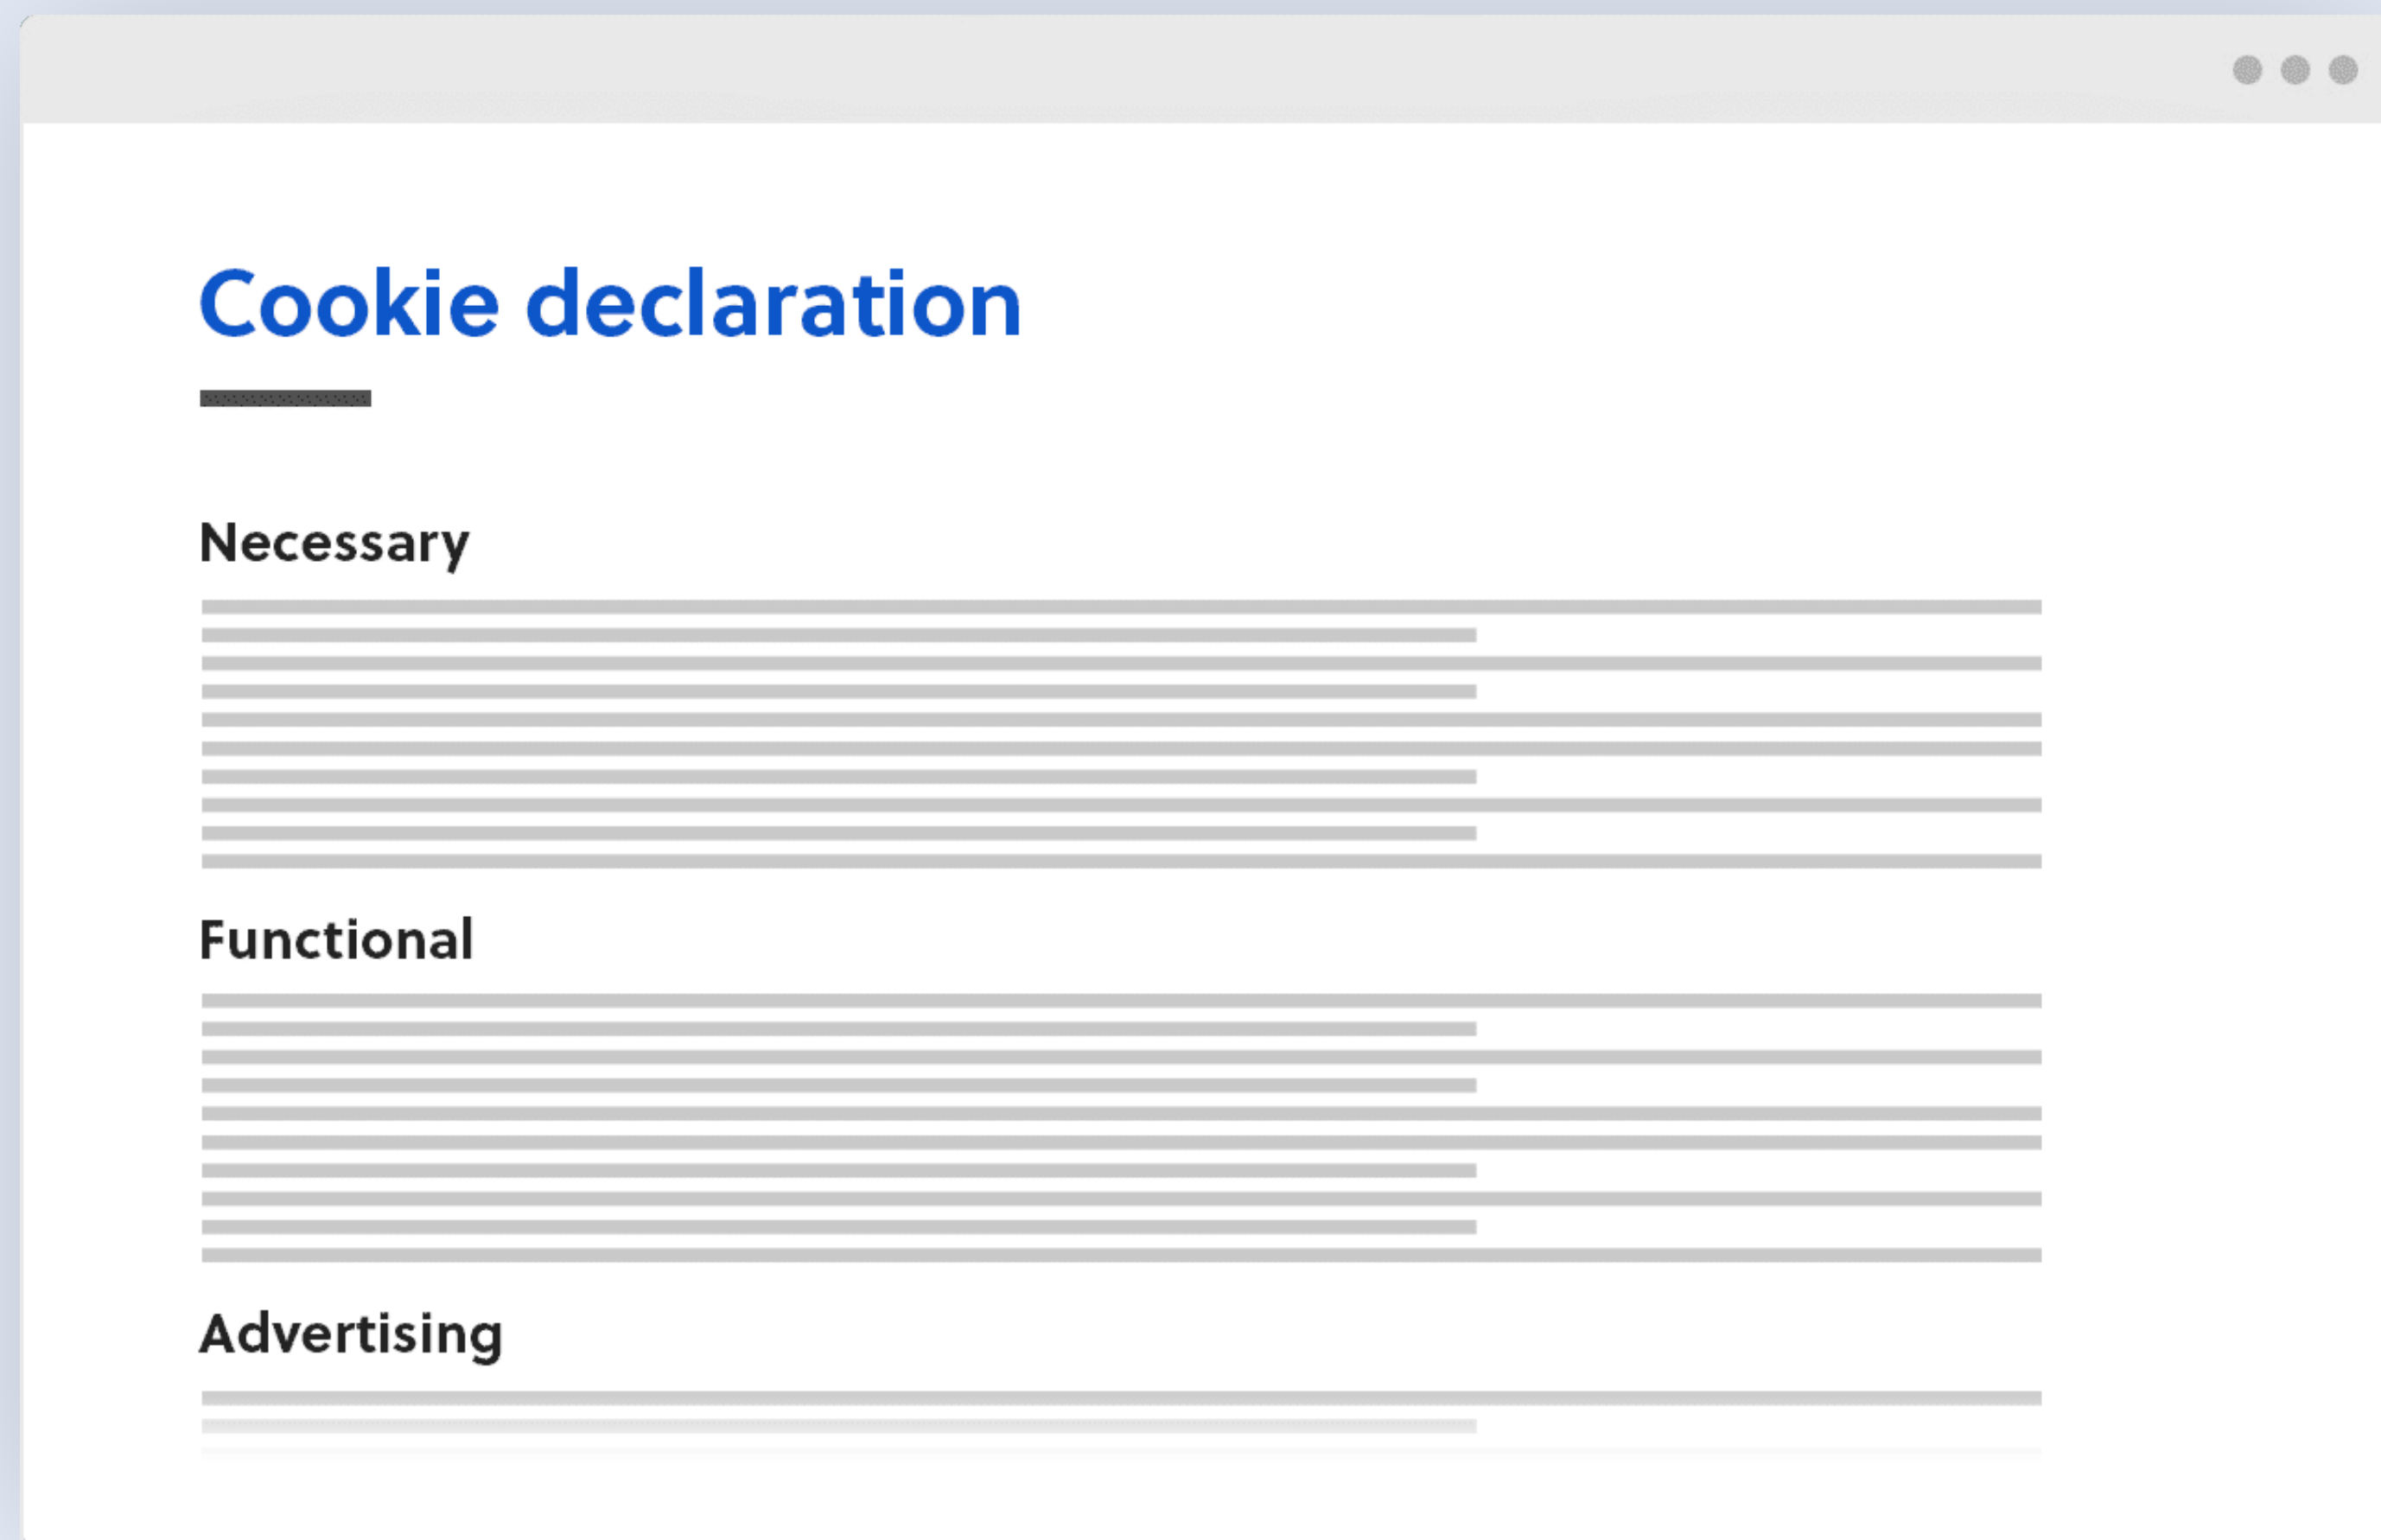 Cookie declaration
Necessary
Functional
Advertising